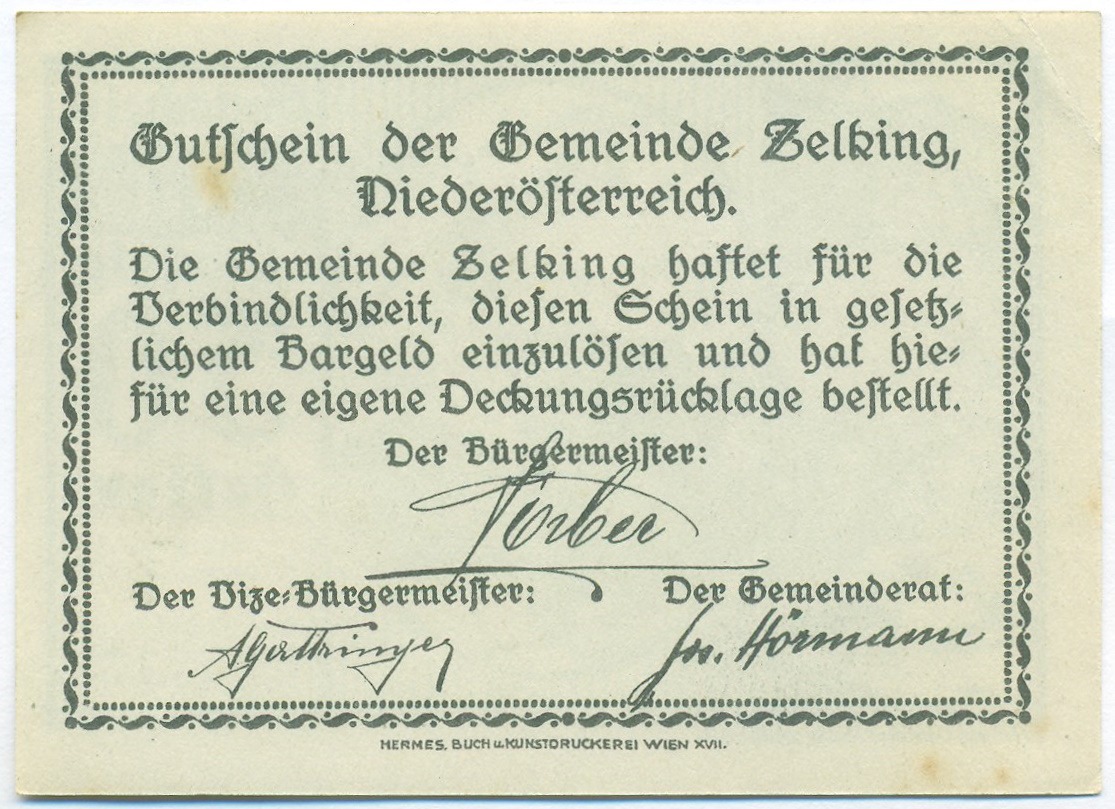 Gutschein der Gemeinde Zelking,
Niederösterreich.
Die Gemeinde Zelking haftet für die
Verbindlichkeit, diesen Schein in gesetz-
lichem Bargeld einzulösen und hat hie-
für eine eigene Deckungsrücklage bestellt.
Der Bürgermeister:
Der Vize-Bürgermeister: Der Gemeinderat:
Jos. Hörmann
HERMES, BUCH u. KUNSTDRUCKEREI WIEN XVII.